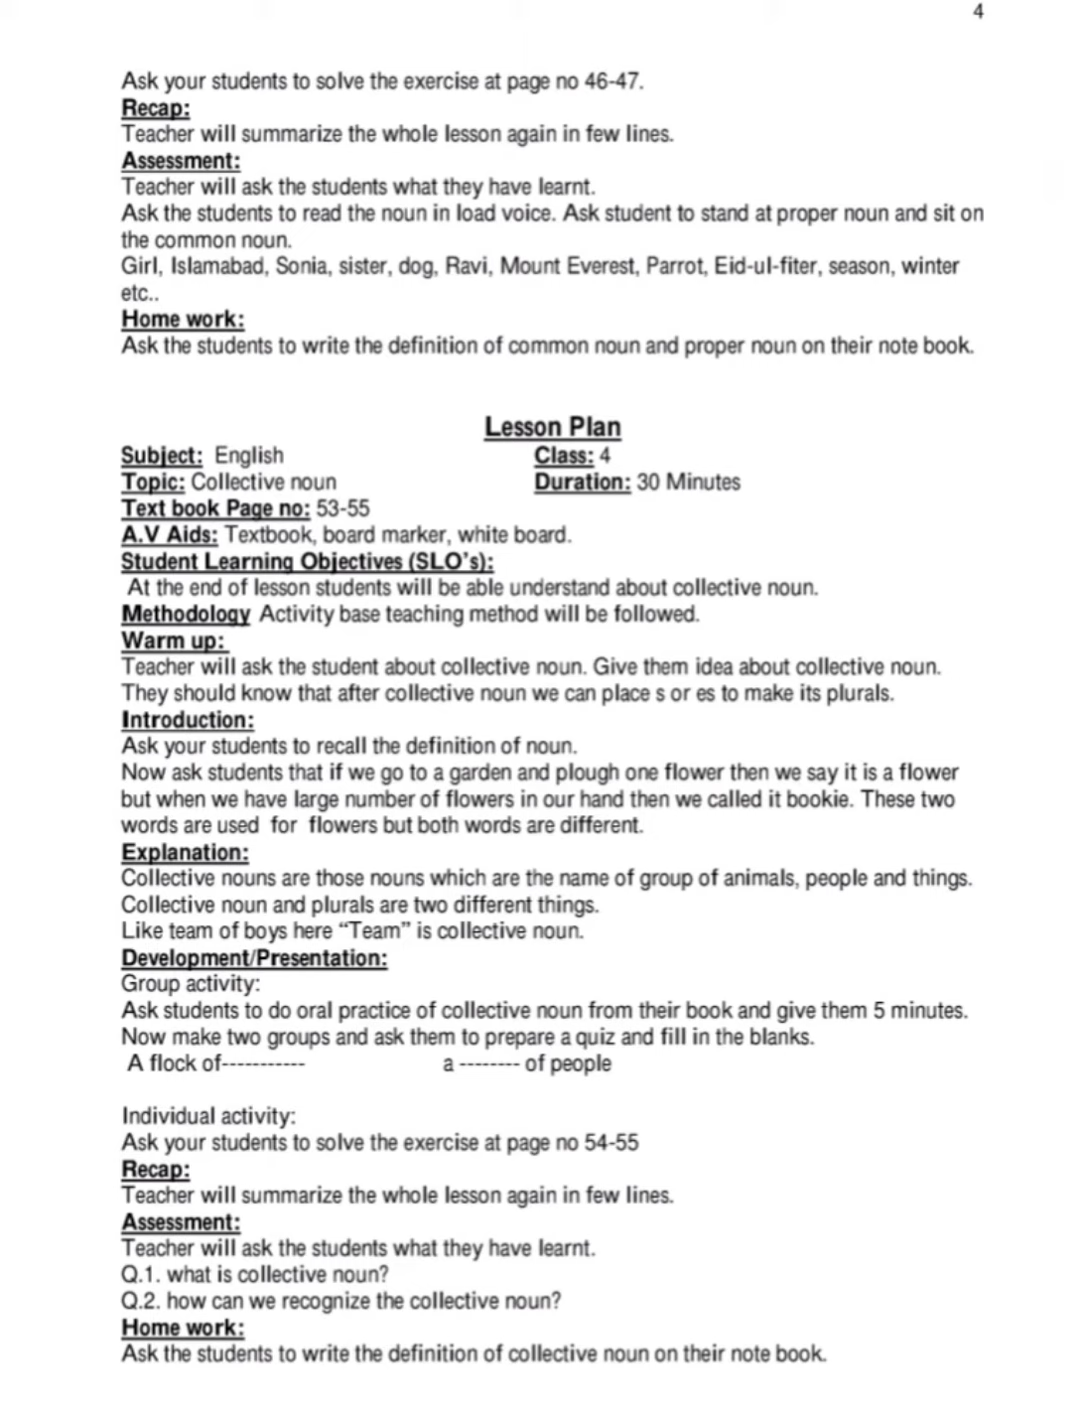 4
Ask your students to solve the exercise at page no 46-47.
Recap:
Teacher will summarize the whole lesson again in few lines.
Assessment:
Teacher will ask the students what they have learnt.
Ask the students to read the noun in load voice. Ask student to stand at proper noun and sit on
the common noun.
Girl, Islamabad, Sonia, sister, dog, Ravi, Mount Everest, Parrot, Eid-ul-fiter, season, winter
etc..
Home work:
Ask the students to write the definition of common noun and proper noun on their note book.
Lesson Plan
Subject: English Class: 4
Topic: Collective noun Duration: 30 Minutes
Text book Page no: 53-55
A.V Aids: Textbook, board marker, white board.
Student Learning Objectives (SLO's):
At the end of lesson students will be able understand about collective noun.
Methodology Activity base teaching method will be followed.
Warm up:
Teacher will ask the student about collective noun. Give them idea about collective noun.
They should know that after collective noun we can place s or es to make its plurals.
Introduction:
Ask your students to recall the definition of noun.
Now ask students that if we go to a garden and plough one flower then we say it is a flower
but when we have large number of flowers in our hand then we called it bookie. These two
words are used for flowers but both words are different.
Explanation:
Collective nouns are those nouns which are the name of group of animals, people and things.
Collective noun and plurals are two different things.
Like team of boys here “Team” is collective noun.
Development/Presentation:
Group activity:
Ask students to do oral practice of collective noun from their book and give them 5 minutes.
Now make two groups and ask them to prepare a quiz and fill in the blanks.
A flock of----------- a -------- of people
Individual activity:
Ask your students to solve the exercise at page no 54-55
Recap:
Teacher will summarize the whole lesson again in few lines.
Assessment:
Teacher will ask the students what they have learnt.
Q.1. what is collective noun?
Q.2. how can we recognize the collective noun?
Home work:
Ask the students to write the definition of collective noun on their note book.